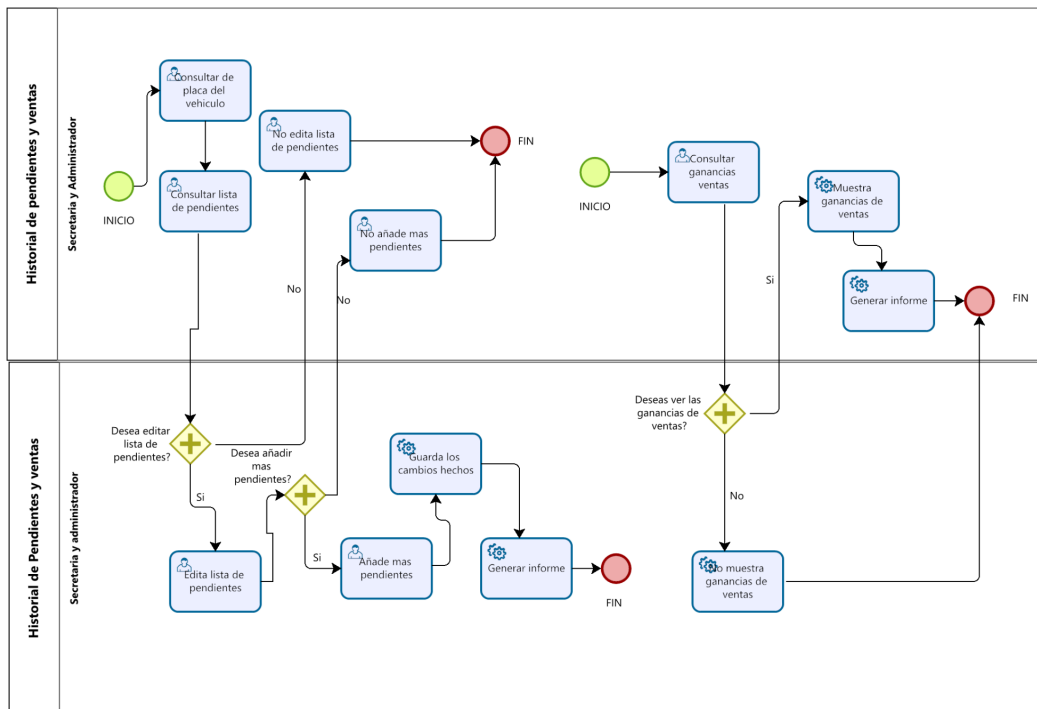 Historial de pendientes y ventas
Secretaria y Administrador
INICIO
Consultar de
placa del
vehiculo
Consultar lista
de pendientes
No edita lista
de pendientes
No añade mas
pendientes
FIN
No
No
INICIO
Consultar
ganancias
ventas
Muestra
ganancias de
ventas
Si
Generar informe
FIN
Historial de Pendientes y ventas
Secretaria y administrador
Desea editar
lista de
pendientes?
Si
Edita lista de
pendientes
Desea añadir
mas
pendientes?
Si
Añade mas
pendientes
Guarda los
cambios hechos
Generar informe
FIN
Deseas ver las
ganancias de
ventas?
No
No muestra
ganancias de
ventas